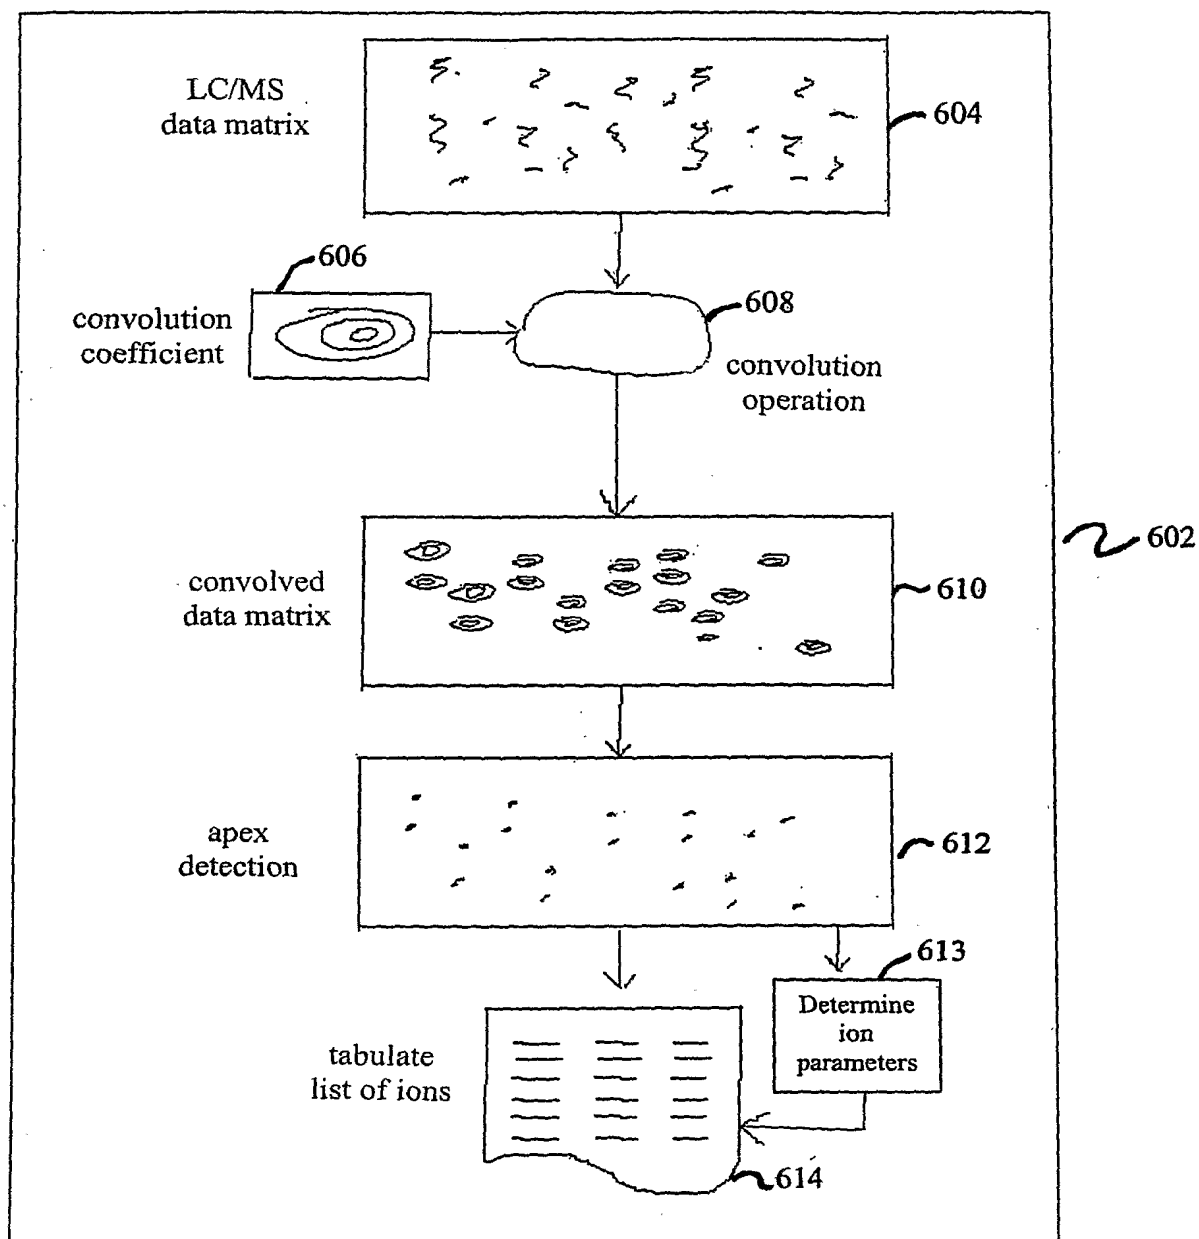 LC/MS
data matrix
604
606
convolution
coefficient
608
convolution
operation
602
convolved
data matrix
610
apex
detection
612
613
Determine
ion
parameters
tabulate
list of ions
614